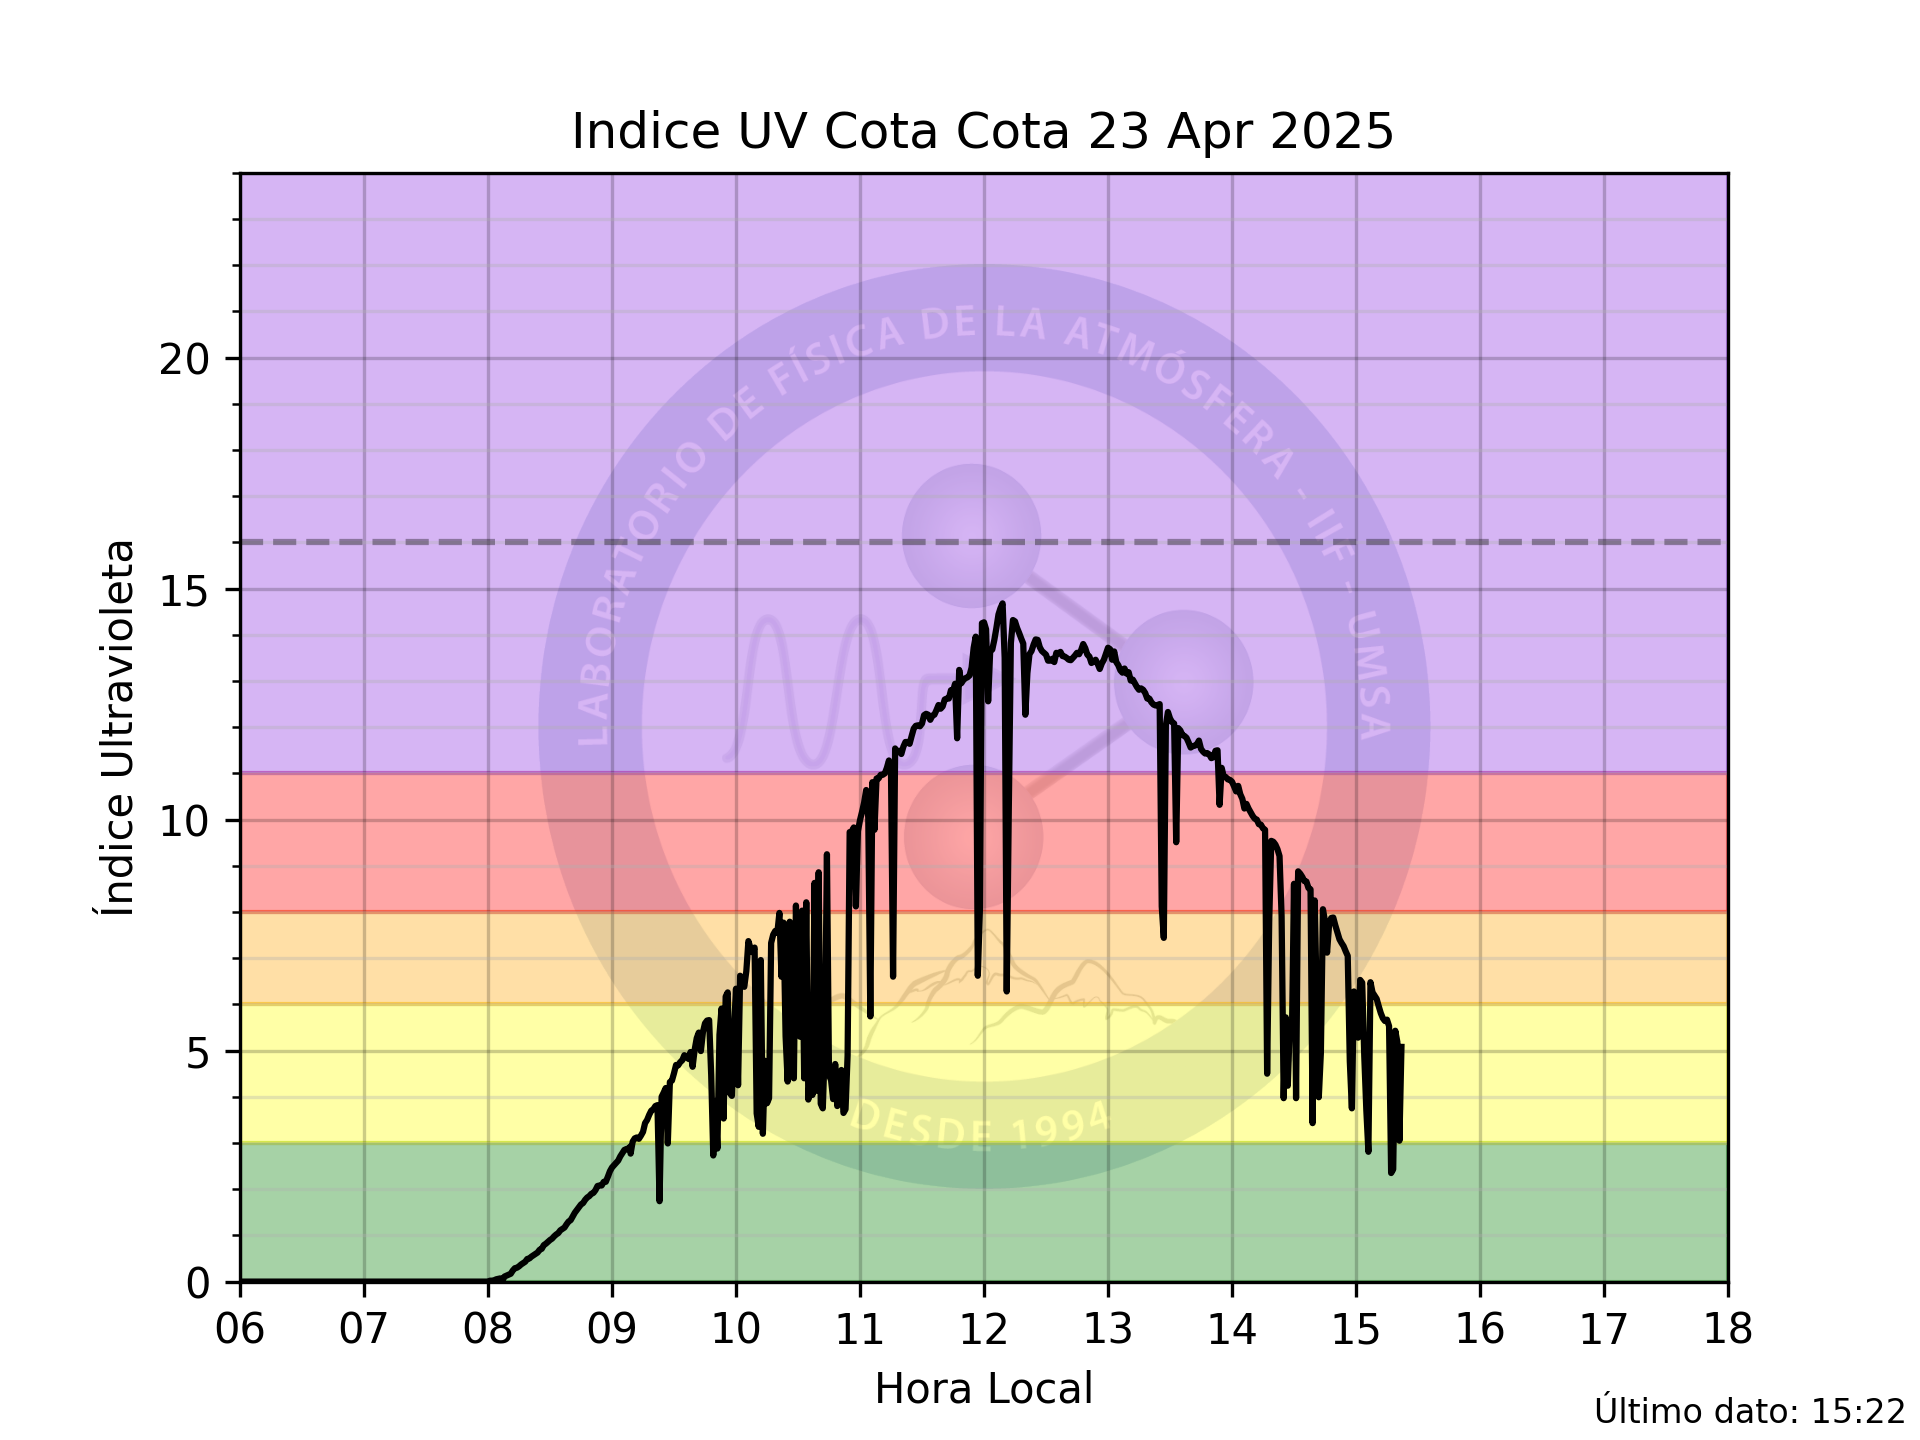 Indice UV Cota Cota 23 Apr 2025
LABORATORIO DE FÍSICA DE LA ATMÓSFERA - IIF - UMSA
20
15
10
5
0
Índice Ultravioleta
DESDE 1994
06 07 08 09 10 11 12 13 14 15 16 17 18
Hora Local
Último dato: 15:22